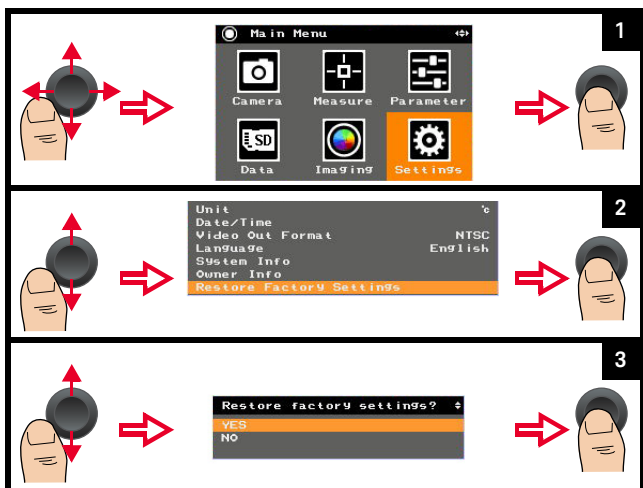 1
Main Menu
Camera Measure Parameter
SD
Data Imaging Settings
2
Unit °c
Date/Time
Video Out Format NTSC
Language English
System Info
Owner Info
Restore Factory Settings
3
Restore factory settings?
YES
NO